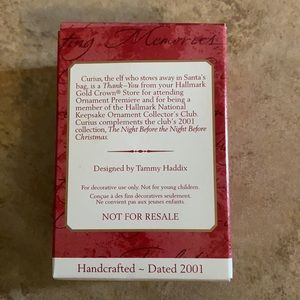 ting Memories
Curius, the elf who stows away in Santa's
bag, is a Thank-You from your Hallmark
Gold Crown® Store for attending
Ornament Premiere and for being a
member of the Hallmark National
Keepsake Ornament Collector's Club.
Curius complements the club's 2001
collection, The Night Before the Night Before
Christmas.
Designed by Tammy Haddix
For decorative use only. Not for young children.
Conçue a des fins décoratives seulement.
Ne convient pas aux jeunes enfants.
NOT FOR RESALE
Handcrafted ~ Dated 2001